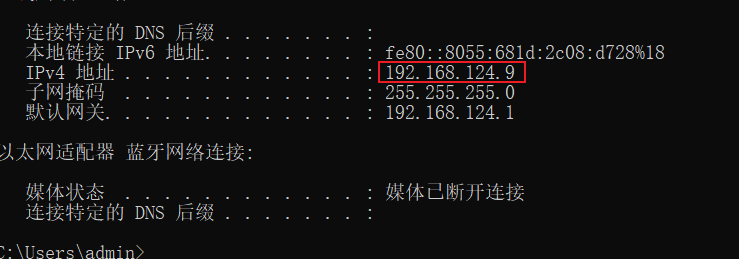 连接特定的 DNS 后缀 . . . . . . . :
本地链接 IPv6 地址. . . . . . . . : fe80::8055:681d:2c08:d728%18
IPv4 地址 . . . . . . . . . . . . : 192.168.124.9
子网掩码 . . . . . . . . . . . . : 255.255.255.0
默认网关. . . . . . . . . . . . . : 192.168.124.1
以太网适配器 蓝牙网络连接:
媒体状态 . . . . . . . . . . . . : 媒体已断开连接
连接特定的 DNS 后缀 . . . . . . . :
C:\Users\admin>